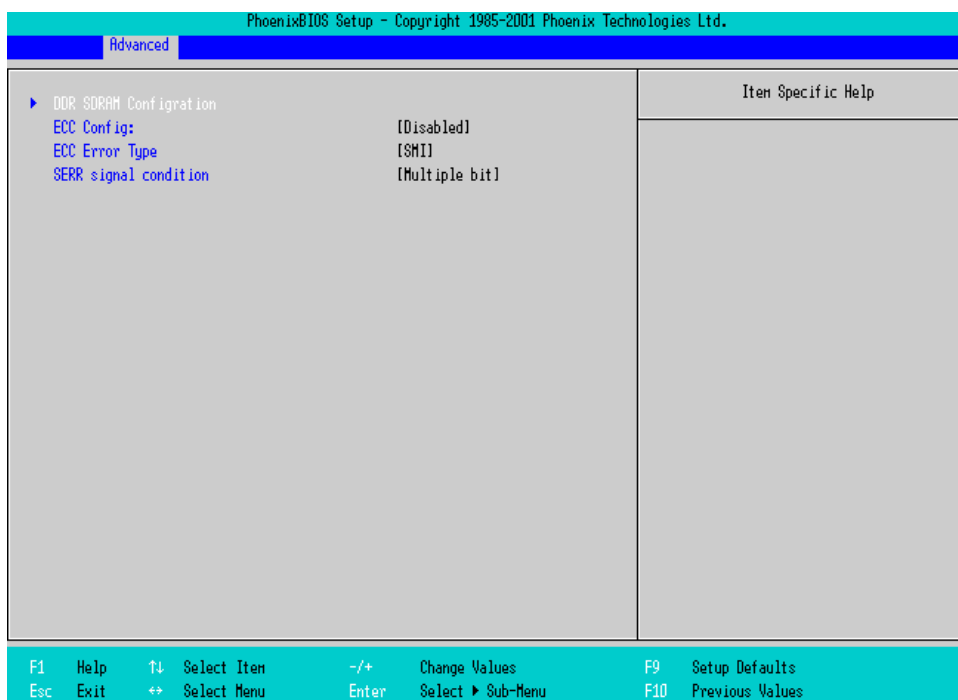 PhoenixBIOS Setup - Copyright 1985-2001 Phoenix Technologies Ltd.
Advanced
Item Specific Help
DDR SDRAM Configration
ECC Config: [Disabled]
ECC Error Type [SMI]
SERR signal condition [Multiple bit]
F1 Help ↑↓ Select Item -/+ Change Values F9 Setup Defaults
Esc Exit ↔ Select Menu Enter Select ▶ Sub-Menu F10 Previous Values